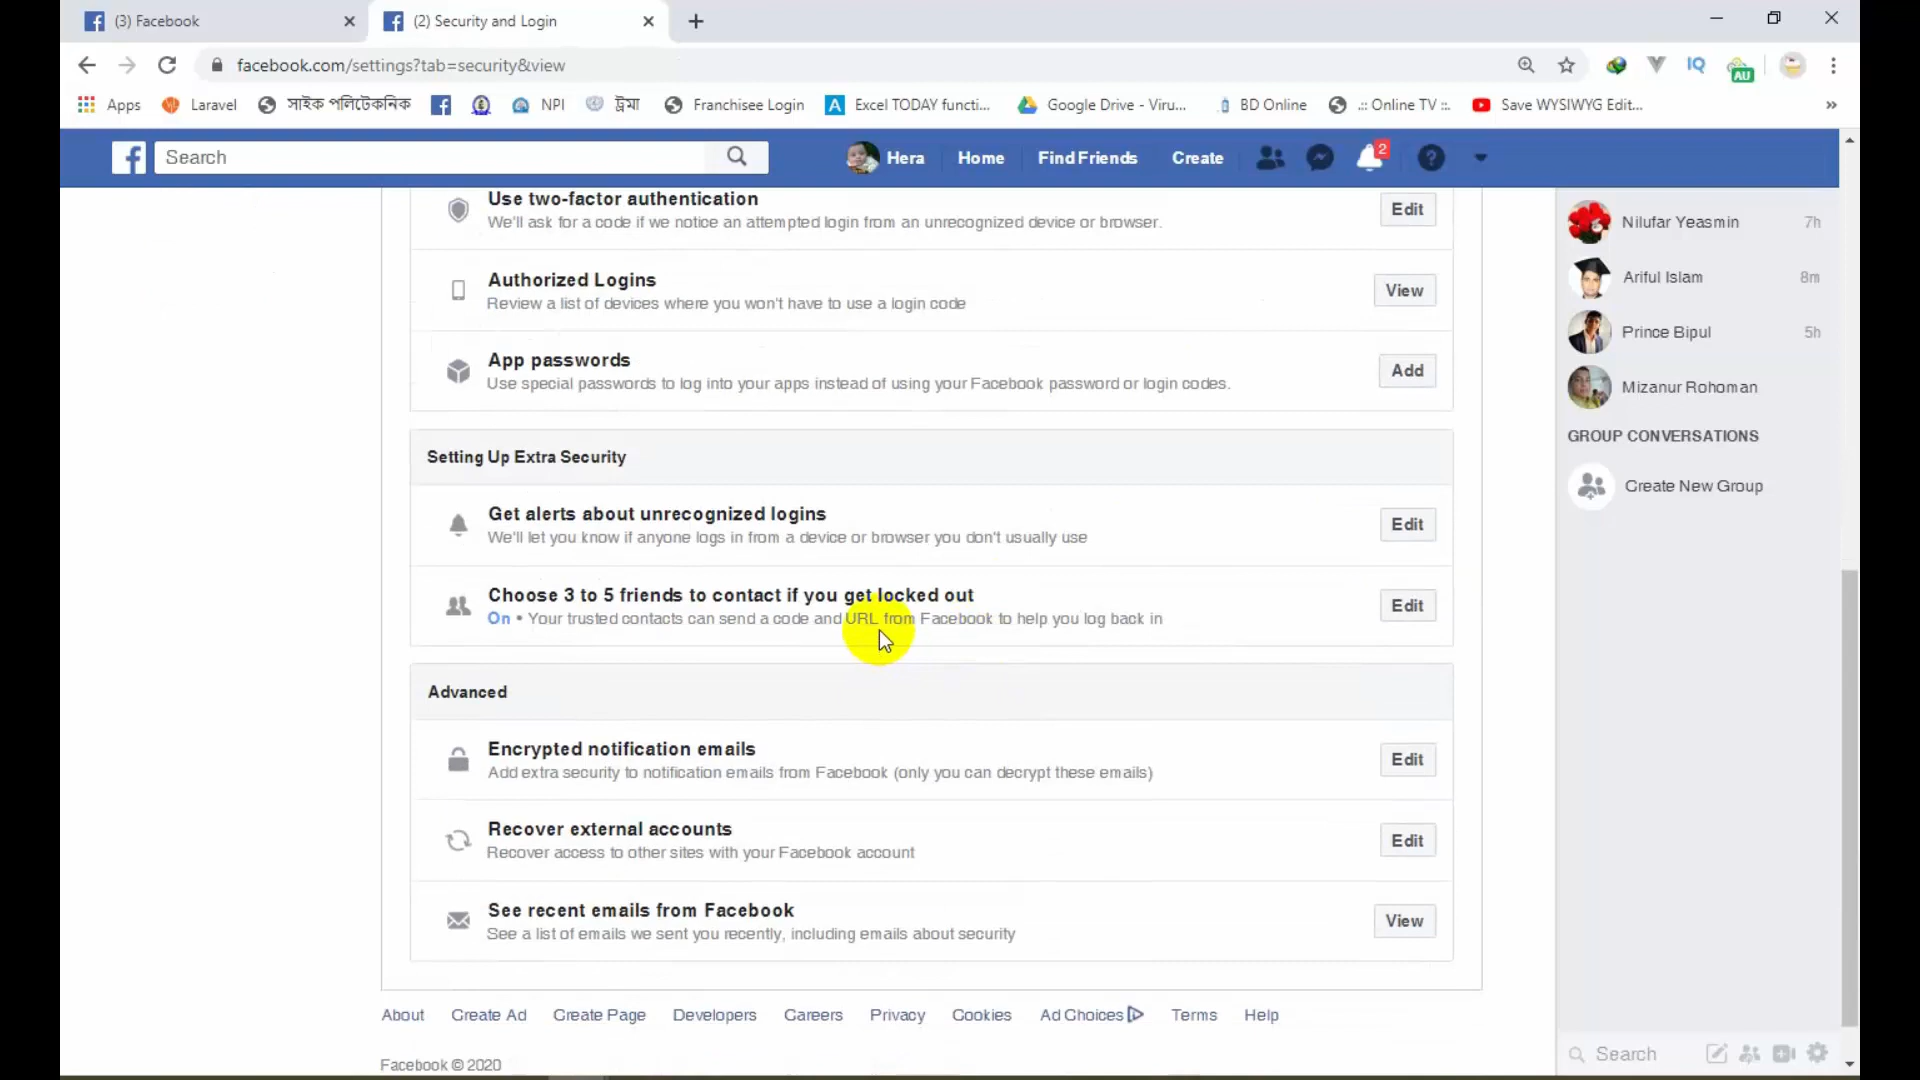 (3) Facebook
(2) Security and Login
facebook.com/settings?tab=security&view
Apps
Laravel
সাইক পলিটেকনিক
NPI
ট্রমা
Franchisee Login
Excel TODAY functi...
Google Drive - Viru...
BD Online
.:: Online TV ::.
Save WYSIWYG Edit...
»
IQ
AU
Search
Hera
Home
Find Friends
Create
2
Use two-factor authentication
We'll ask for a code if we notice an attempted login from an unrecognized device or browser.
Edit
Authorized Logins
Review a list of devices where you won't have to use a login code
View
App passwords
Use special passwords to log into your apps instead of using your Facebook password or login codes.
Add
Setting Up Extra Security
Get alerts about unrecognized logins
We'll let you know if anyone logs in from a device or browser you don't usually use
Edit
Choose 3 to 5 friends to contact if you get locked out
On • Your trusted contacts can send a code and URL from Facebook to help you log back in
Edit
Advanced
Encrypted notification emails
Add extra security to notification emails from Facebook (only you can decrypt these emails)
Edit
Recover external accounts
Recover access to other sites with your Facebook account
Edit
See recent emails from Facebook
See a list of emails we sent you recently, including emails about security
View
About
Create Ad
Create Page
Developers
Careers
Privacy
Cookies
Ad Choices
Terms
Help
Facebook © 2020
Nilufar Yeasmin 7h
Ariful Islam 8m
Prince Bipul 5h
Mizanur Rohoman
GROUP CONVERSATIONS
Create New Group
Search